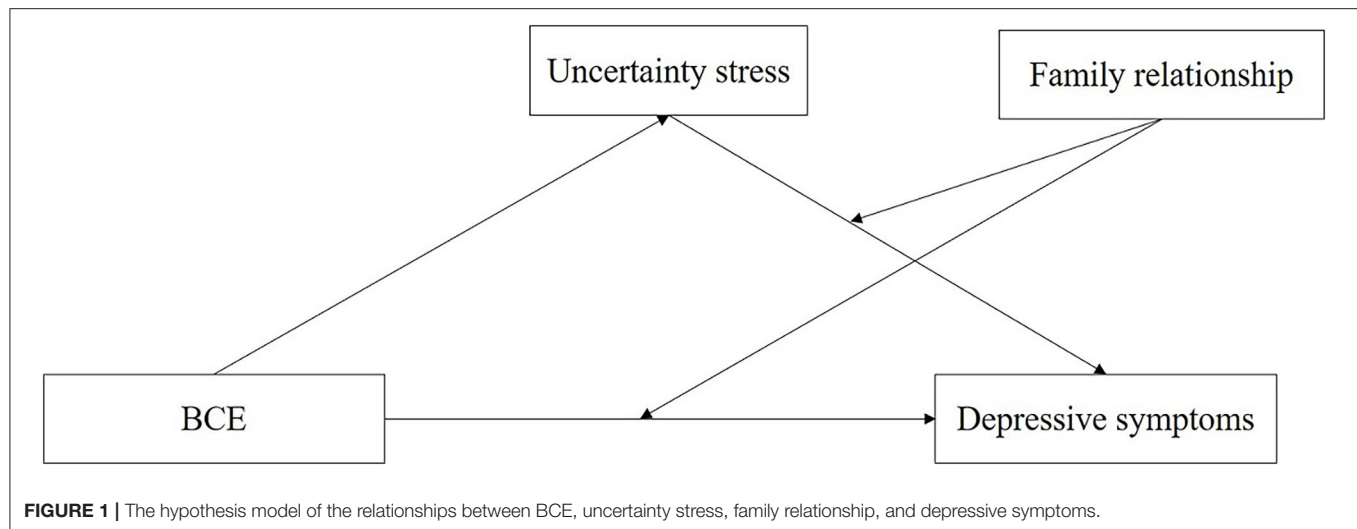 Uncertainty stress
Family relationship
BCE
Depressive symptoms
FIGURE 1 | The hypothesis model of the relationships between BCE, uncertainty stress, family relationship, and depressive symptoms.